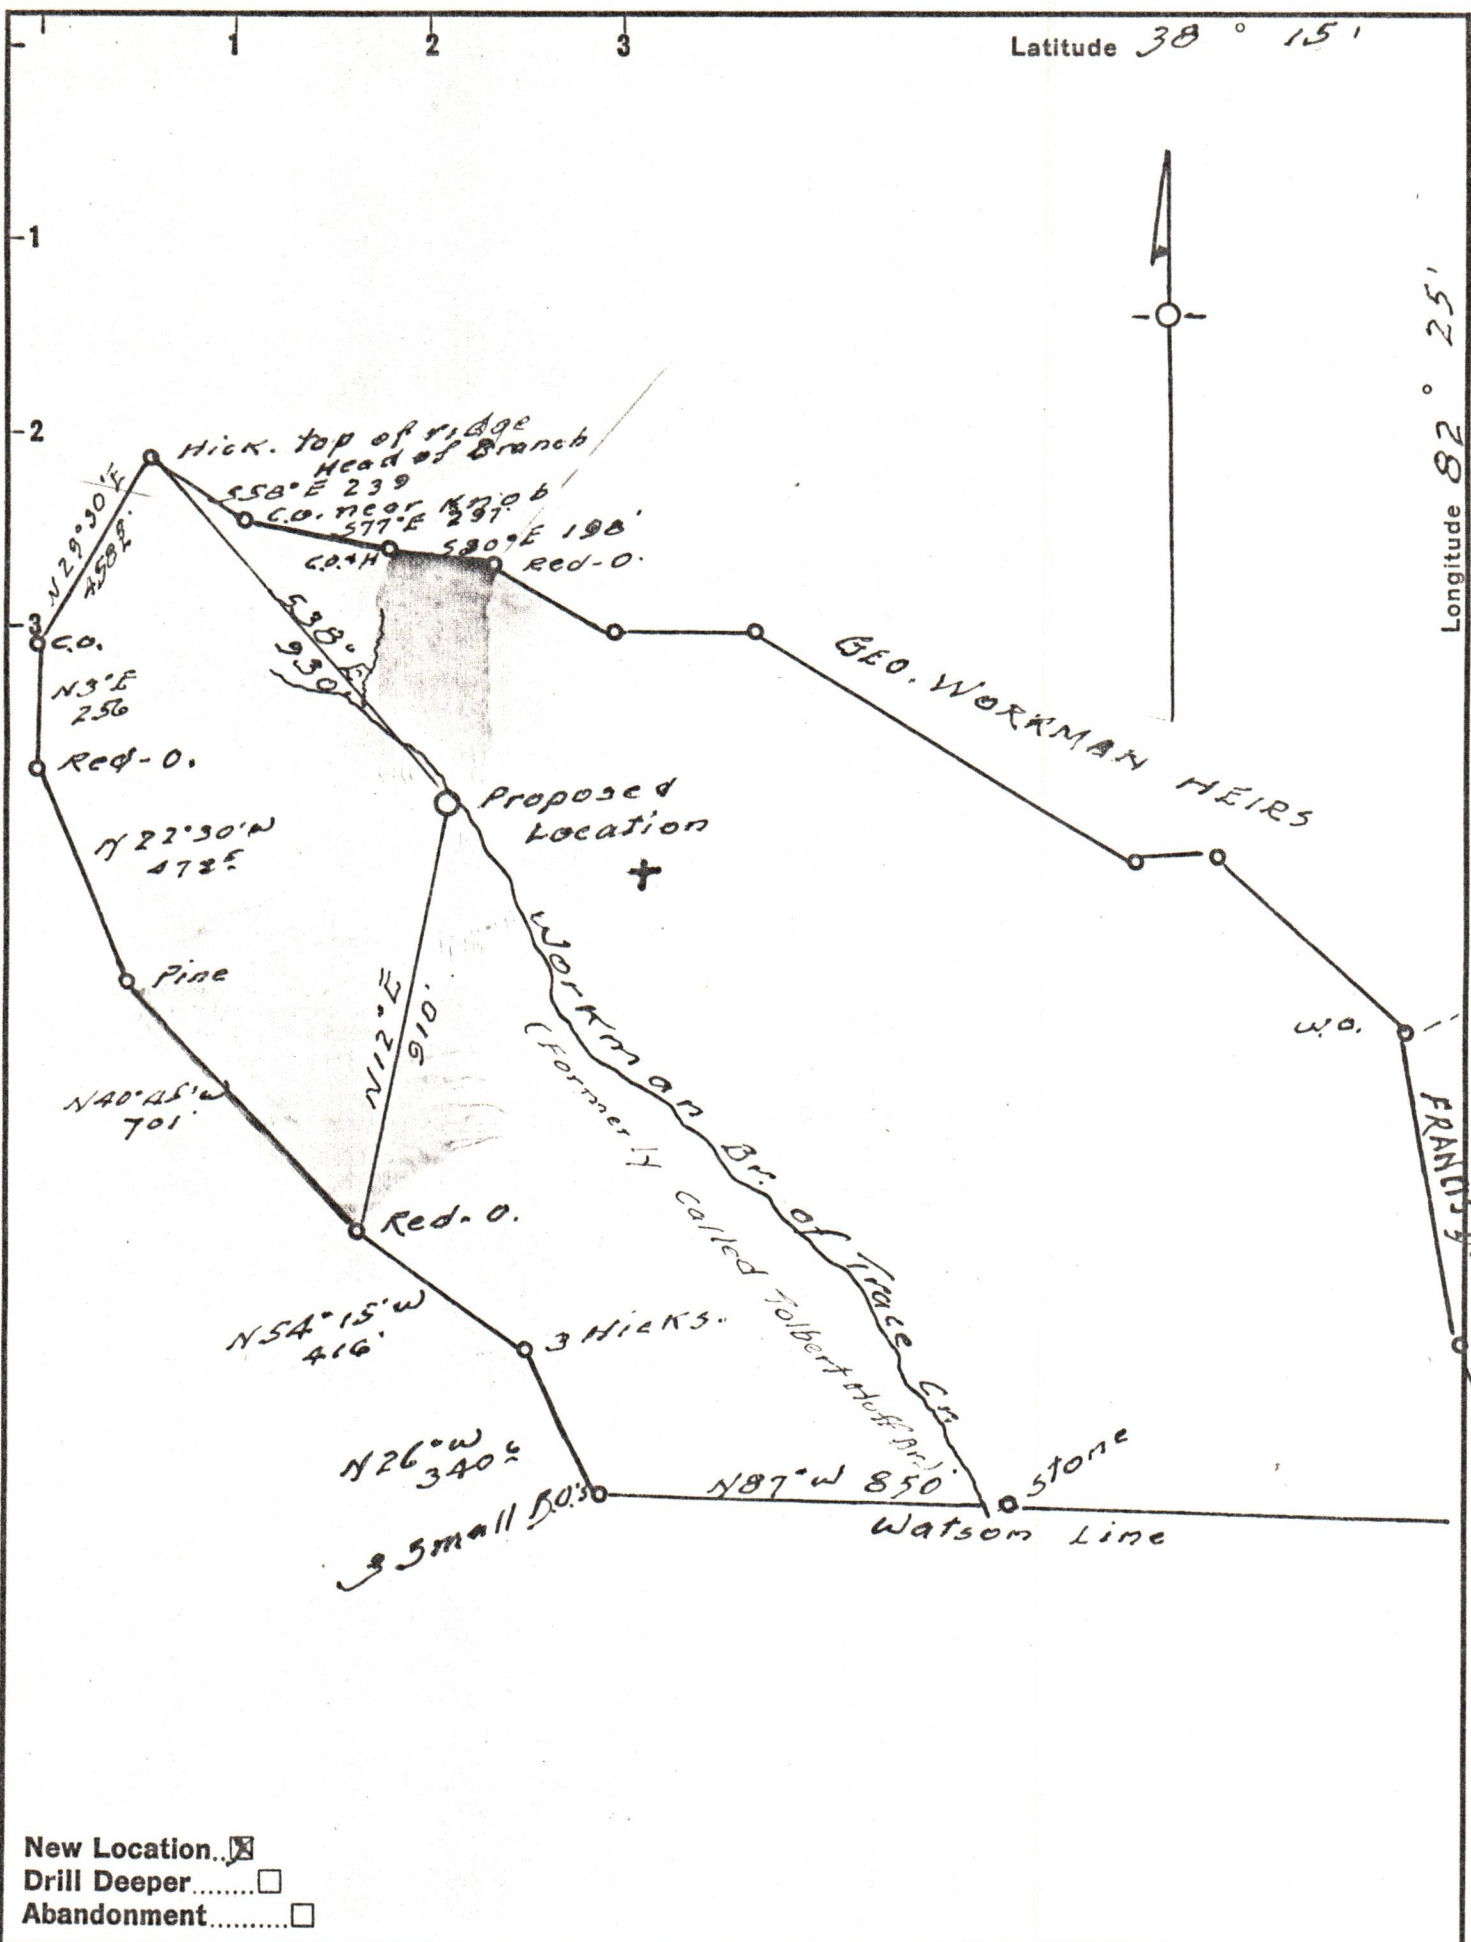 1 2 3
Latitude 38 ° 15'
-1
-2
-3
Longitude 82 ° 25'
Hick. top of ridge
Head of Branch
S58°E 239
C.O. near Knob
S77°E 297'
S80°E 198'
C.O.+H
Red-O.
N29°30'E
458
C.O.
N3°E
256
Red-O.
S38°E
930'
GEO. WORKMAN HEIRS
Proposed
Location
N22°30'W
472
Pine
N12°E
910'
W.O.
FRANCIS
N40°45'W
701'
Red-O.
Workman Br. of Trace Cr.
(Formerly called Tolbert Huff Br.)
N54°15'W
416'
3 Hicks.
N26°W
340
3 Small B.O.'s
N87°W 850'
Stone
Watson Line
New Location..☒
Drill Deeper........☐
Abandonment..........☐